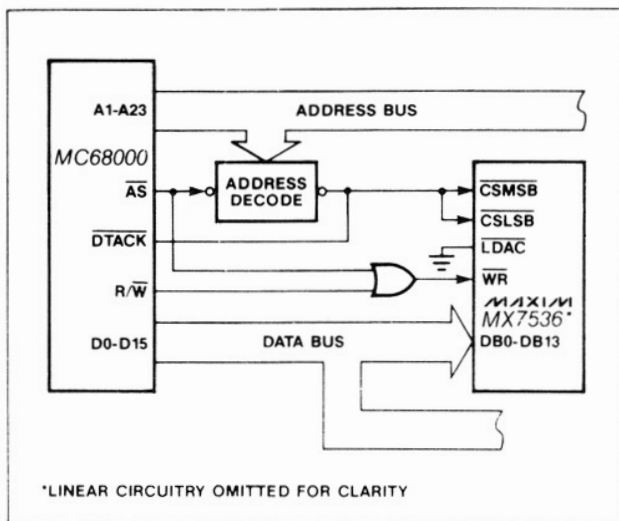 A1-A23
ADDRESS BUS
MC68000
AS
ADDRESS
DECODE
CSMSB
CSLSB
DTACK
LDAC
R/W
WR
MAXIM
MX7536*
D0-D15
DATA BUS
DB0-DB13
*LINEAR CIRCUITRY OMITTED FOR CLARITY